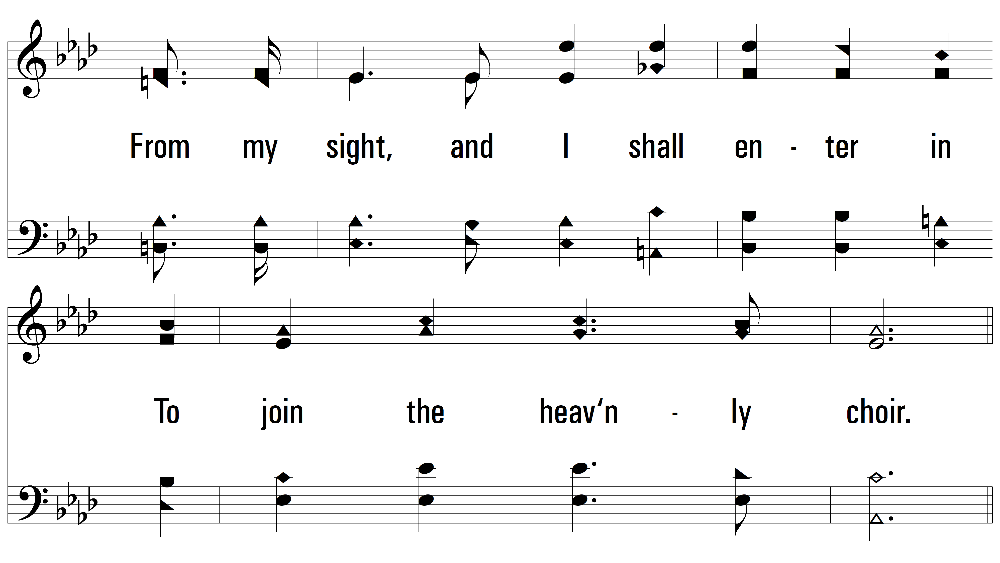 From my sight, and I shall en - ter in
To join the heav‘n - ly choir.